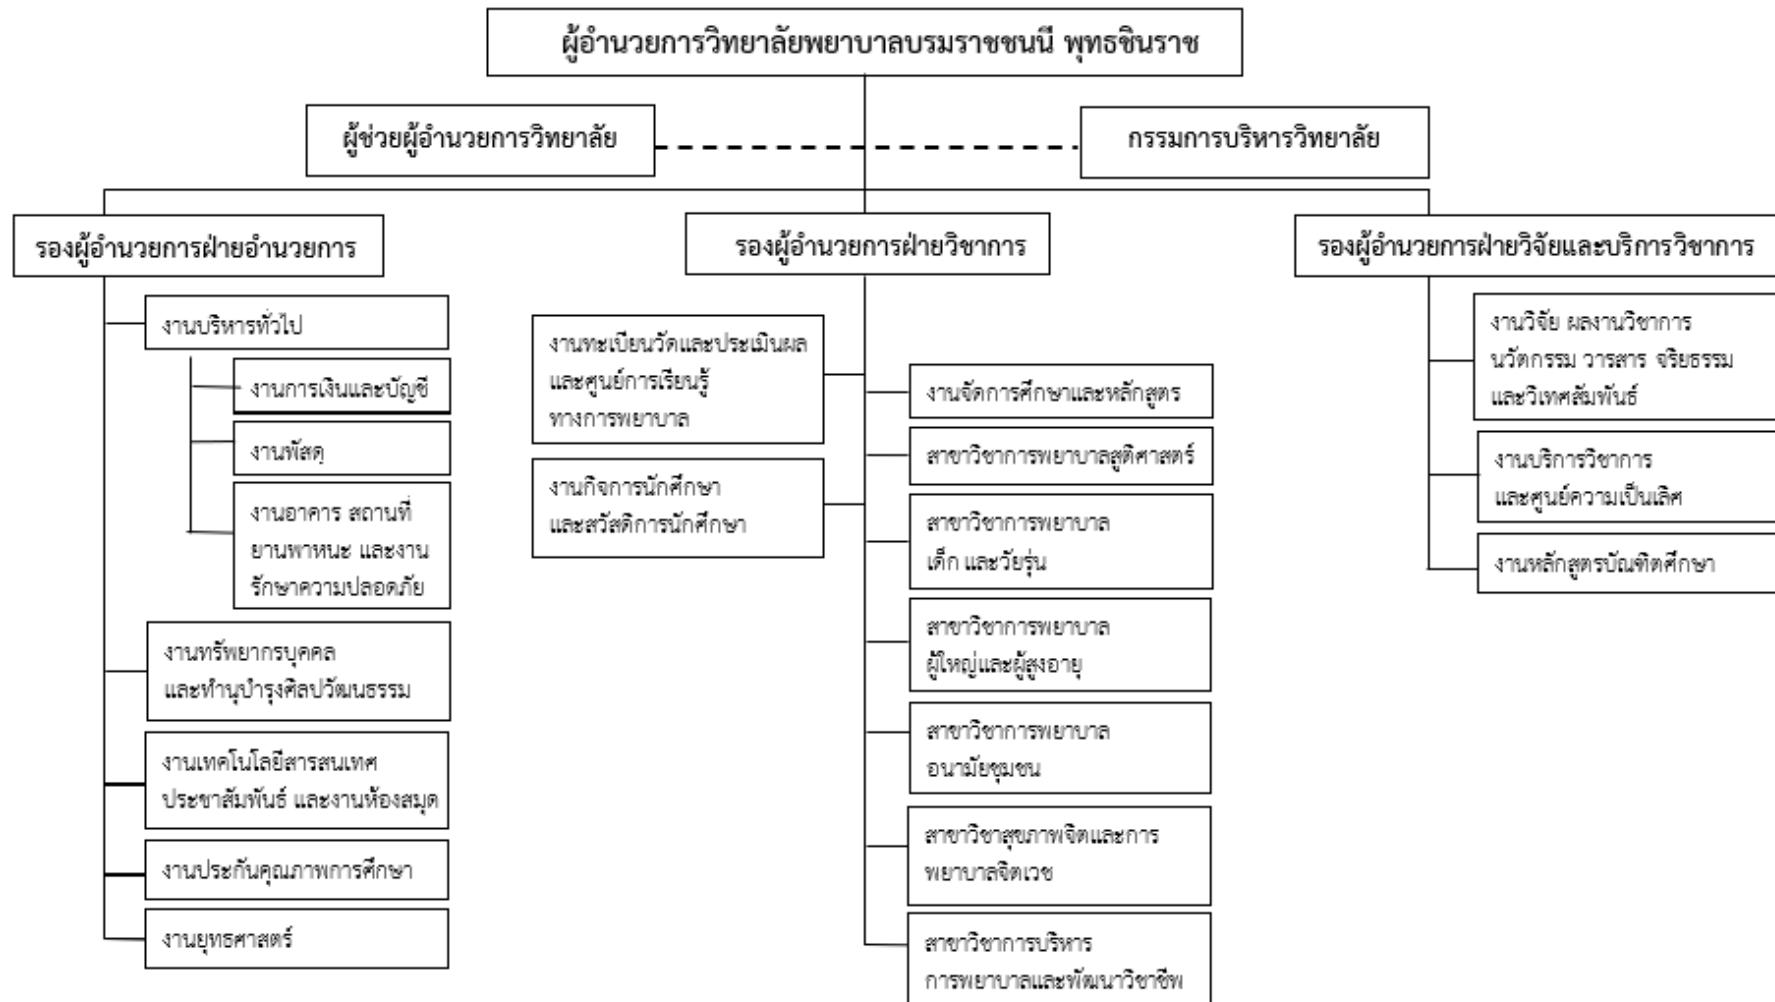 ผู้อำนวยการวิทยาลัยพยาบาลบรมราชชนนี พุทธชินราช
ผู้ช่วยผู้อำนวยการวิทยาลัย
กรรมการบริหารวิทยาลัย
รองผู้อำนวยการฝ่ายอำนวยการ
รองผู้อำนวยการฝ่ายวิชาการ
รองผู้อำนวยการฝ่ายวิจัยและบริการวิชาการ
งานบริหารทั่วไป
งานการเงินและบัญชี
งานพัสดุ
งานอาคาร สถานที่
ยานพาหนะ และงาน
รักษาความปลอดภัย
งานทรัพยากรบุคคล
และทำนุบำรุงศิลปวัฒนธรรม
งานเทคโนโลยีสารสนเทศ
ประชาสัมพันธ์ และงานห้องสมุด
งานประกันคุณภาพการศึกษา
งานยุทธศาสตร์
งานทะเบียนวัดและประเมินผล
และศูนย์การเรียนรู้
ทางการพยาบาล
งานกิจการนักศึกษา
และสวัสดิการนักศึกษา
งานจัดการศึกษาและหลักสูตร
สาขาวิชาการพยาบาลสูติศาสตร์
สาขาวิชาการพยาบาล
เด็ก และวัยรุ่น
สาขาวิชาการพยาบาล
ผู้ใหญ่และผู้สูงอายุ
สาขาวิชาการพยาบาล
อนามัยชุมชน
สาขาวิชาสุขภาพจิตและการ
พยาบาลจิตเวช
สาขาวิชาการบริหาร
การพยาบาลและพัฒนาวิชาชีพ
งานวิจัย ผลงานวิชาการ
นวัตกรรม วารสาร จริยธรรม
และวิเทศสัมพันธ์
งานบริการวิชาการ
และศูนย์ความเป็นเลิศ
งานหลักสูตรบัณฑิตศึกษา